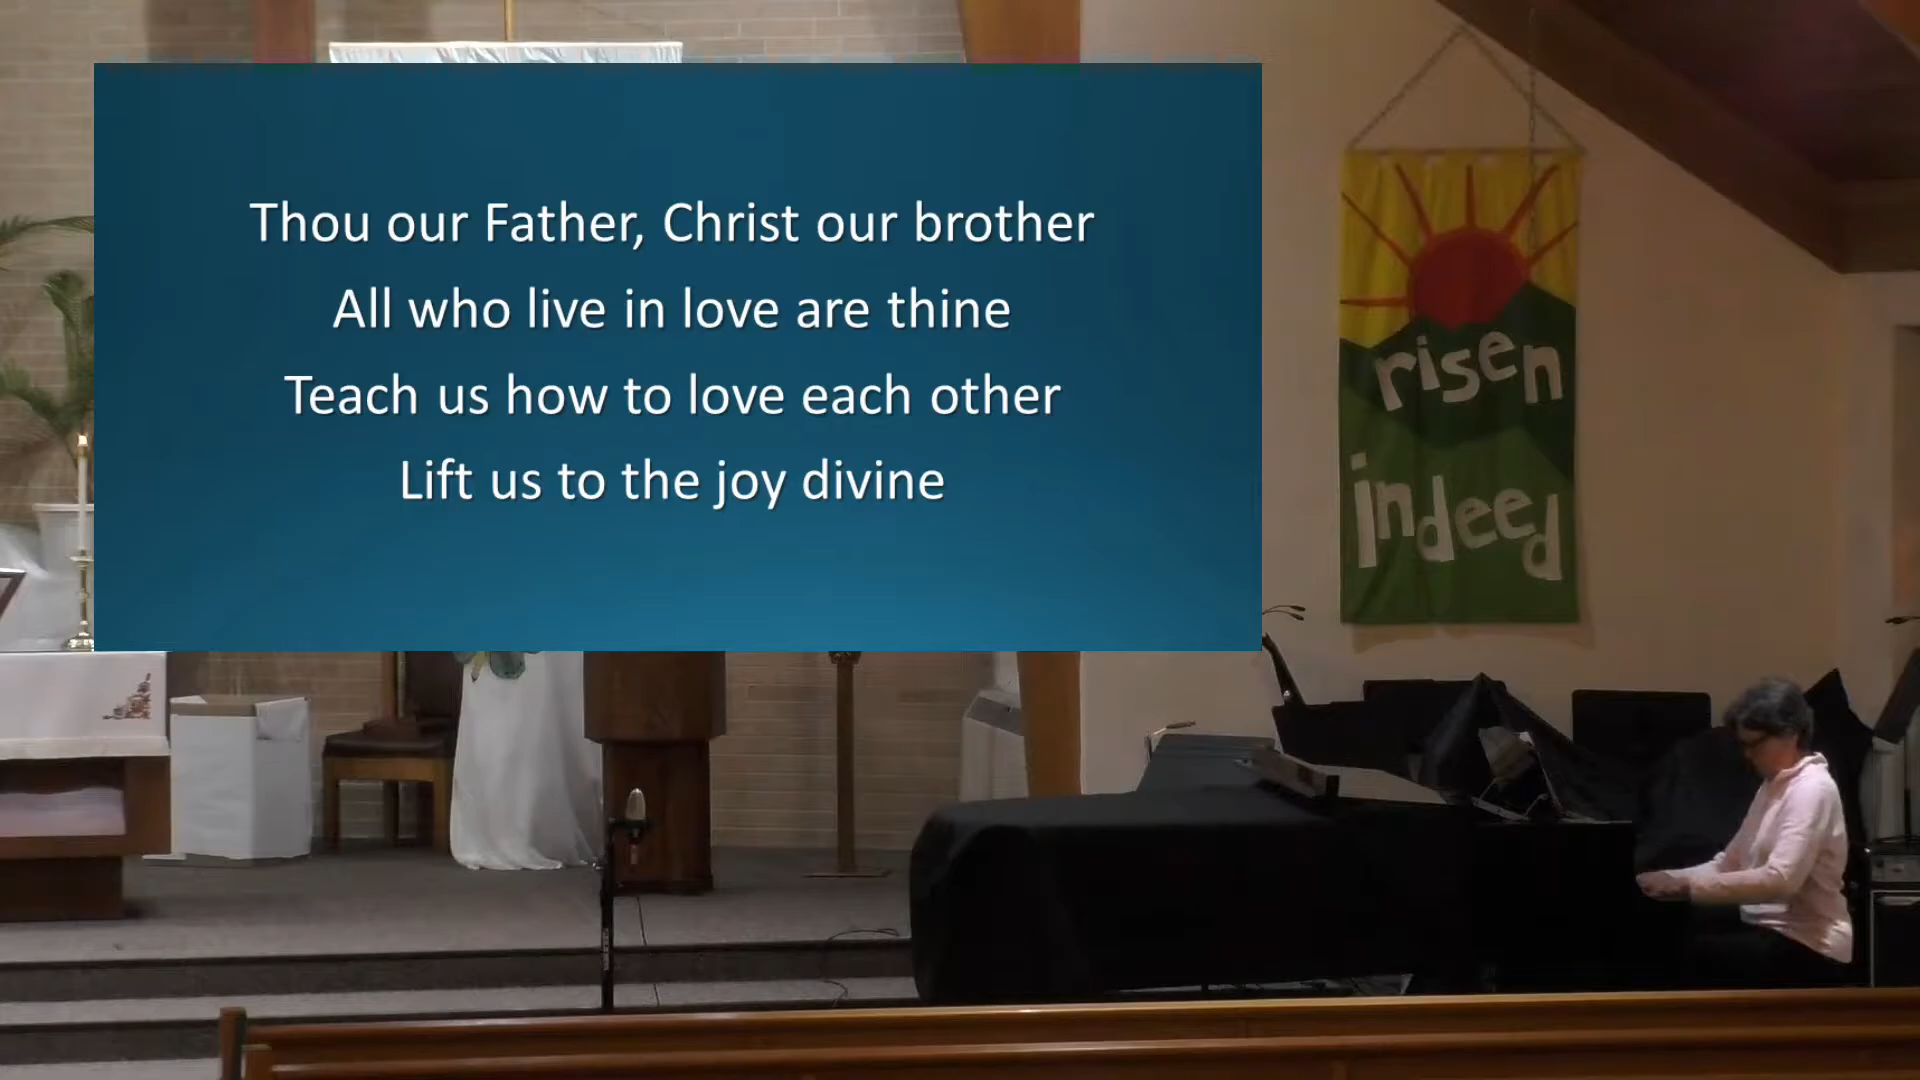 Thou our Father, Christ our brother
All who live in love are thine
Teach us how to love each other
Lift us to the joy divine
risen
indeed